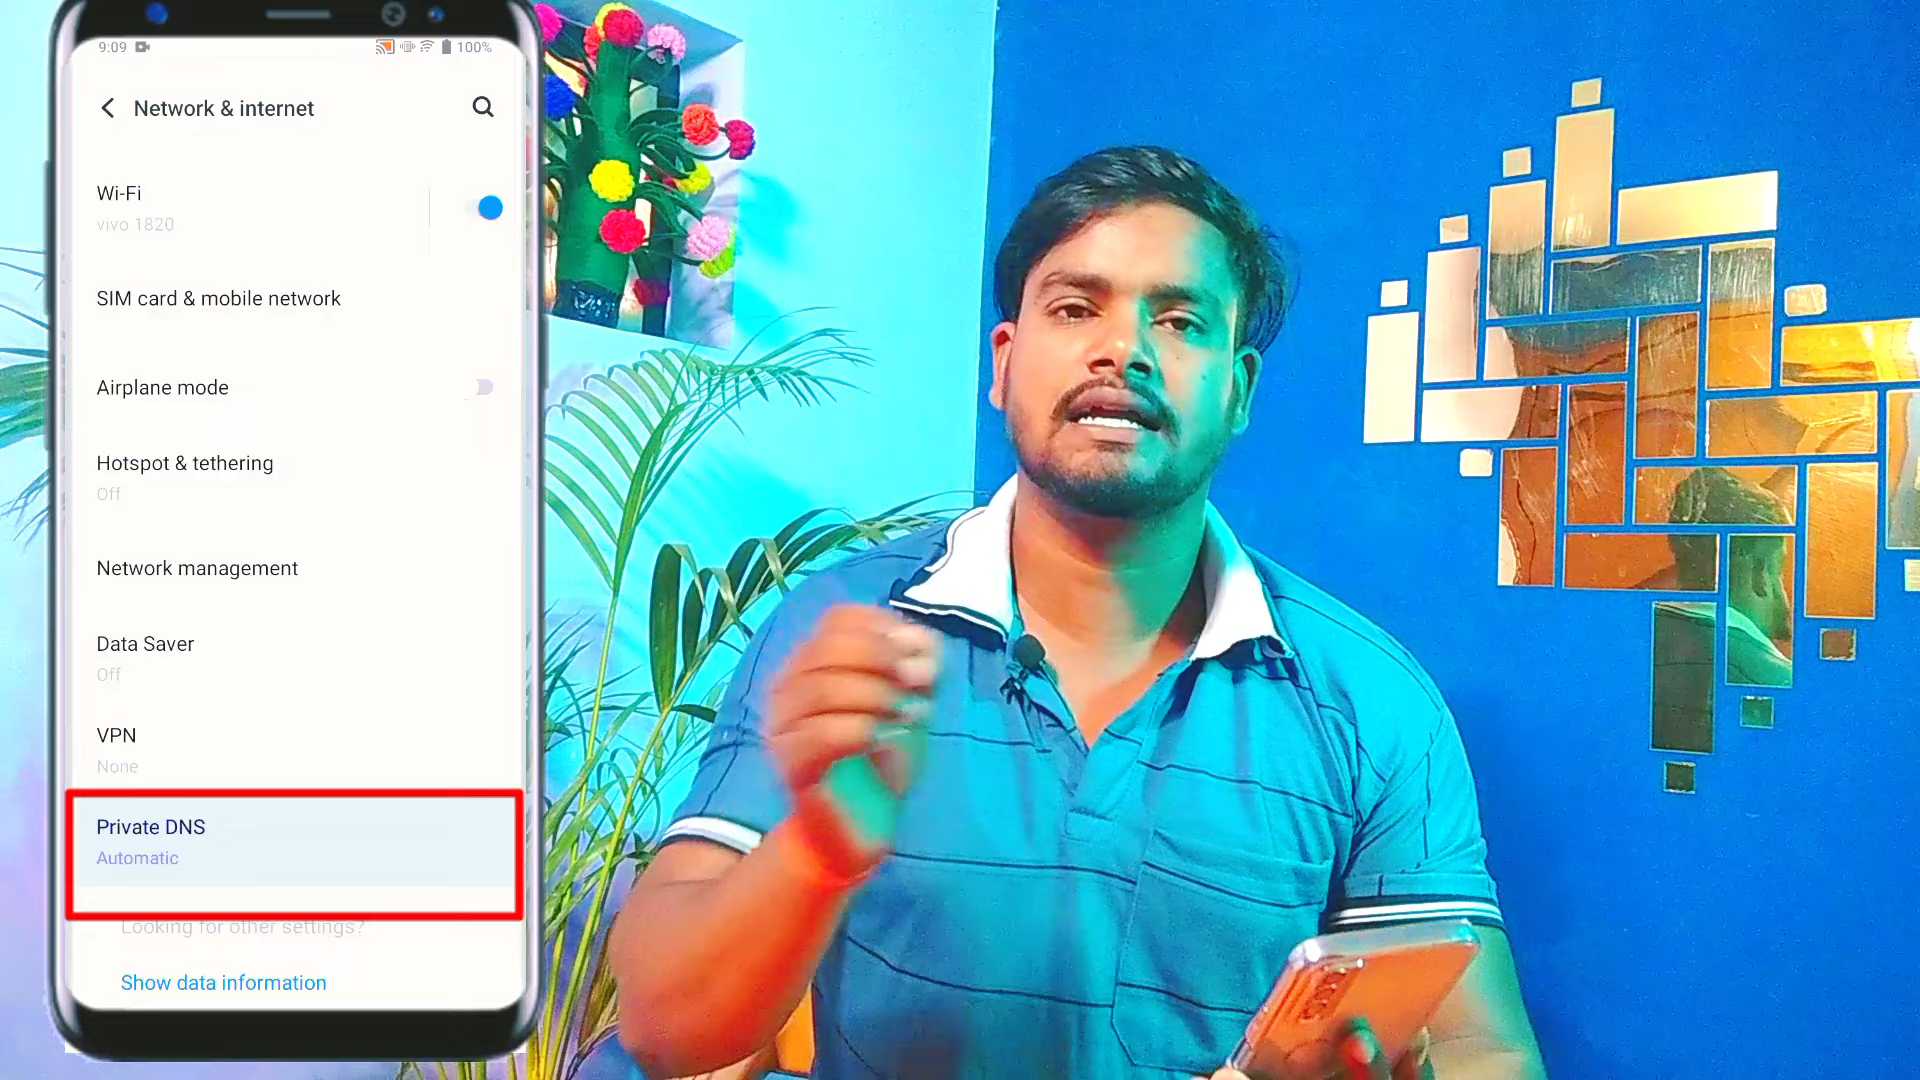 9:09 100%
Network & internet
Wi-Fi
vivo 1820
SIM card & mobile network
Airplane mode
Hotspot & tethering
Off
Network management
Data Saver
Off
VPN
None
Private DNS
Automatic
Looking for other settings?
Show data information